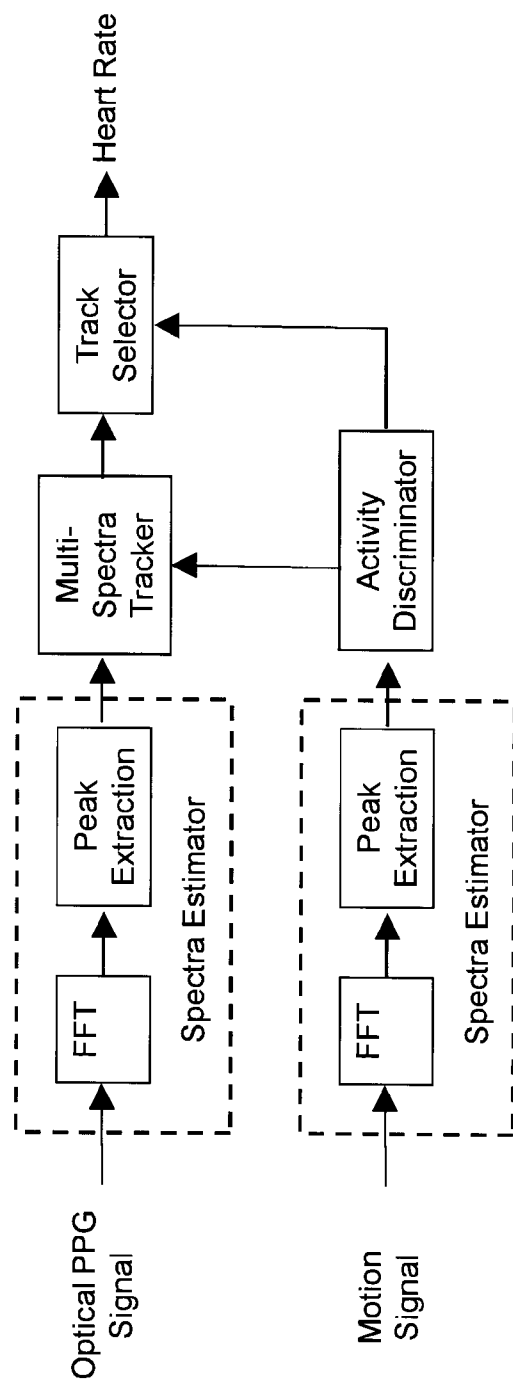 Optical PPG
Signal
FFT
Peak
Extraction
Spectra Estimator
Multi-
Spectra
Tracker
Track
Selector
Heart Rate
Motion
Signal
FFT
Peak
Extraction
Spectra Estimator
Activity
Discriminator